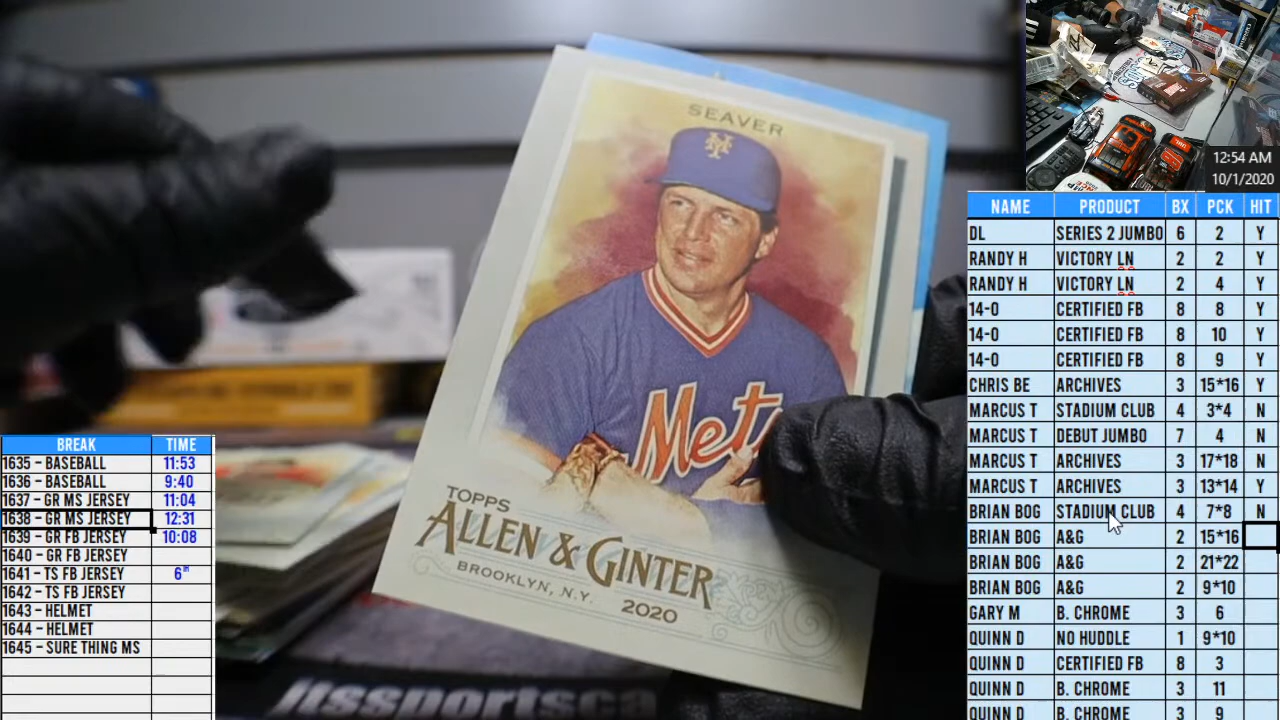 SEAVER
Mets
TOPPS
ALLEN & GINTER
BROOKLYN, N.Y. 2020
jtssportsca
12:54 AM
10/1/2020
NAME PRODUCT BX PCK HIT
DL SERIES 2 JUMBO 6 2 Y
RANDY H VICTORY LN 2 2 Y
RANDY H VICTORY LN 2 4 Y
14-0 CERTIFIED FB 8 8 Y
14-0 CERTIFIED FB 8 10 Y
14-0 CERTIFIED FB 8 9 Y
CHRIS BE ARCHIVES 3 15*16 Y
MARCUS T STADIUM CLUB 4 3*4 N
MARCUS T DEBUT JUMBO 7 4 N
MARCUS T ARCHIVES 3 17*18 N
MARCUS T ARCHIVES 3 13*14 Y
BRIAN BOG STADIUM CLUB 4 7*8 N
BRIAN BOG A&G 2 15*16
BRIAN BOG A&G 2 21*22
BRIAN BOG A&G 2 9*10
GARY M B. CHROME 3 6
QUINN D NO HUDDLE 1 9*10
QUINN D CERTIFIED FB 8 3
QUINN D B. CHROME 3 11
QUINN D B. CHROME 3 9
BREAK TIME
1635 - BASEBALL 11:53
1636 - BASEBALL 9:40
1637 - GR MS JERSEY 11:04
1638 - GR MS JERSEY 12:31
1639 - GR FB JERSEY 10:08
1640 - GR FB JERSEY
1641 - TS FB JERSEY 6"
1642 - TS FB JERSEY
1643 - HELMET
1644 - HELMET
1645 - SURE THING MS